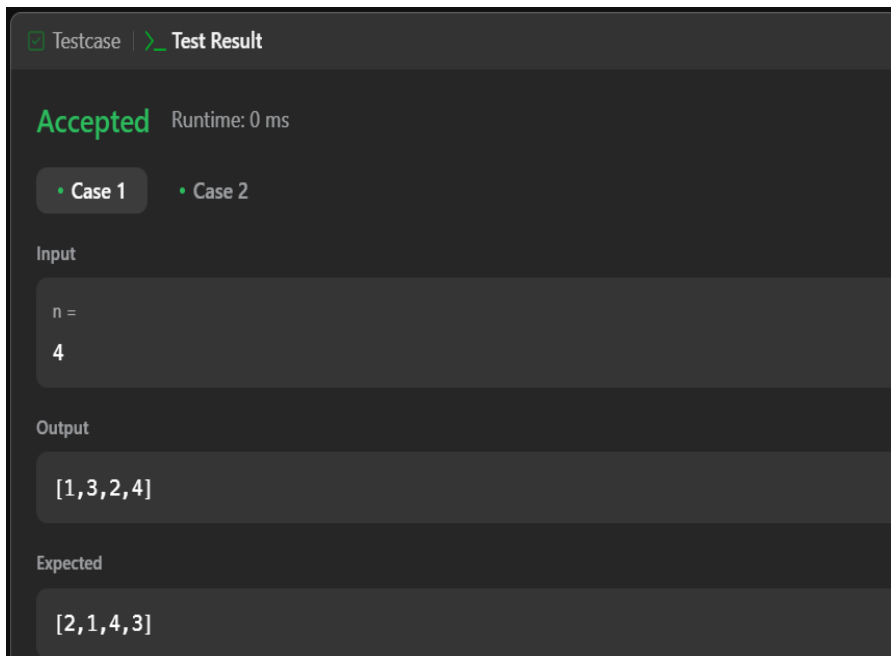 Testcase | >_ Test Result
Accepted Runtime: 0 ms
• Case 1 • Case 2
Input
n =
4
Output
[1,3,2,4]
Expected
[2,1,4,3]